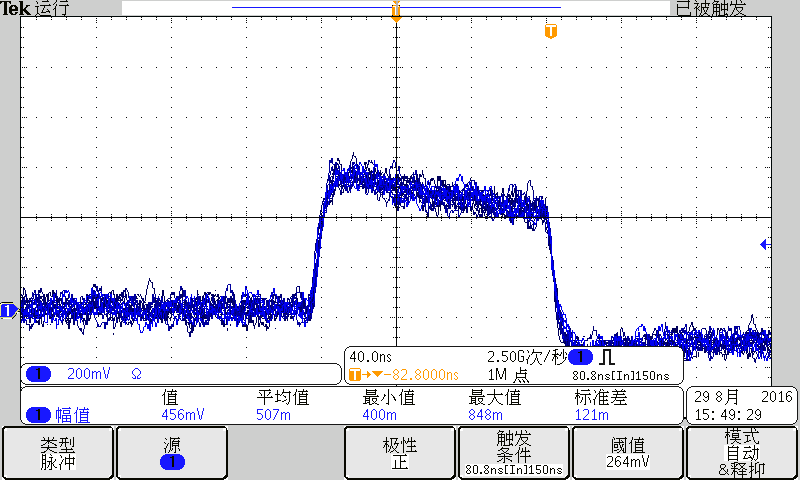 Tek 运行 已被触发
T
T
1
40.0ns 2.50G次/秒 1
1 200mV Ω T→▼-82.8000ns 1M 点 80.8ns[In]150ns
值 平均值 最小值 最大值 标准差
1 幅值 456mV 507m 400m 848m 121m
29 8月 2016
15:49:29
类型
脉冲
源
1
极性
正
触发
条件
80.8ns[In]150ns
阈值
264mV
模式
自动
&释抑